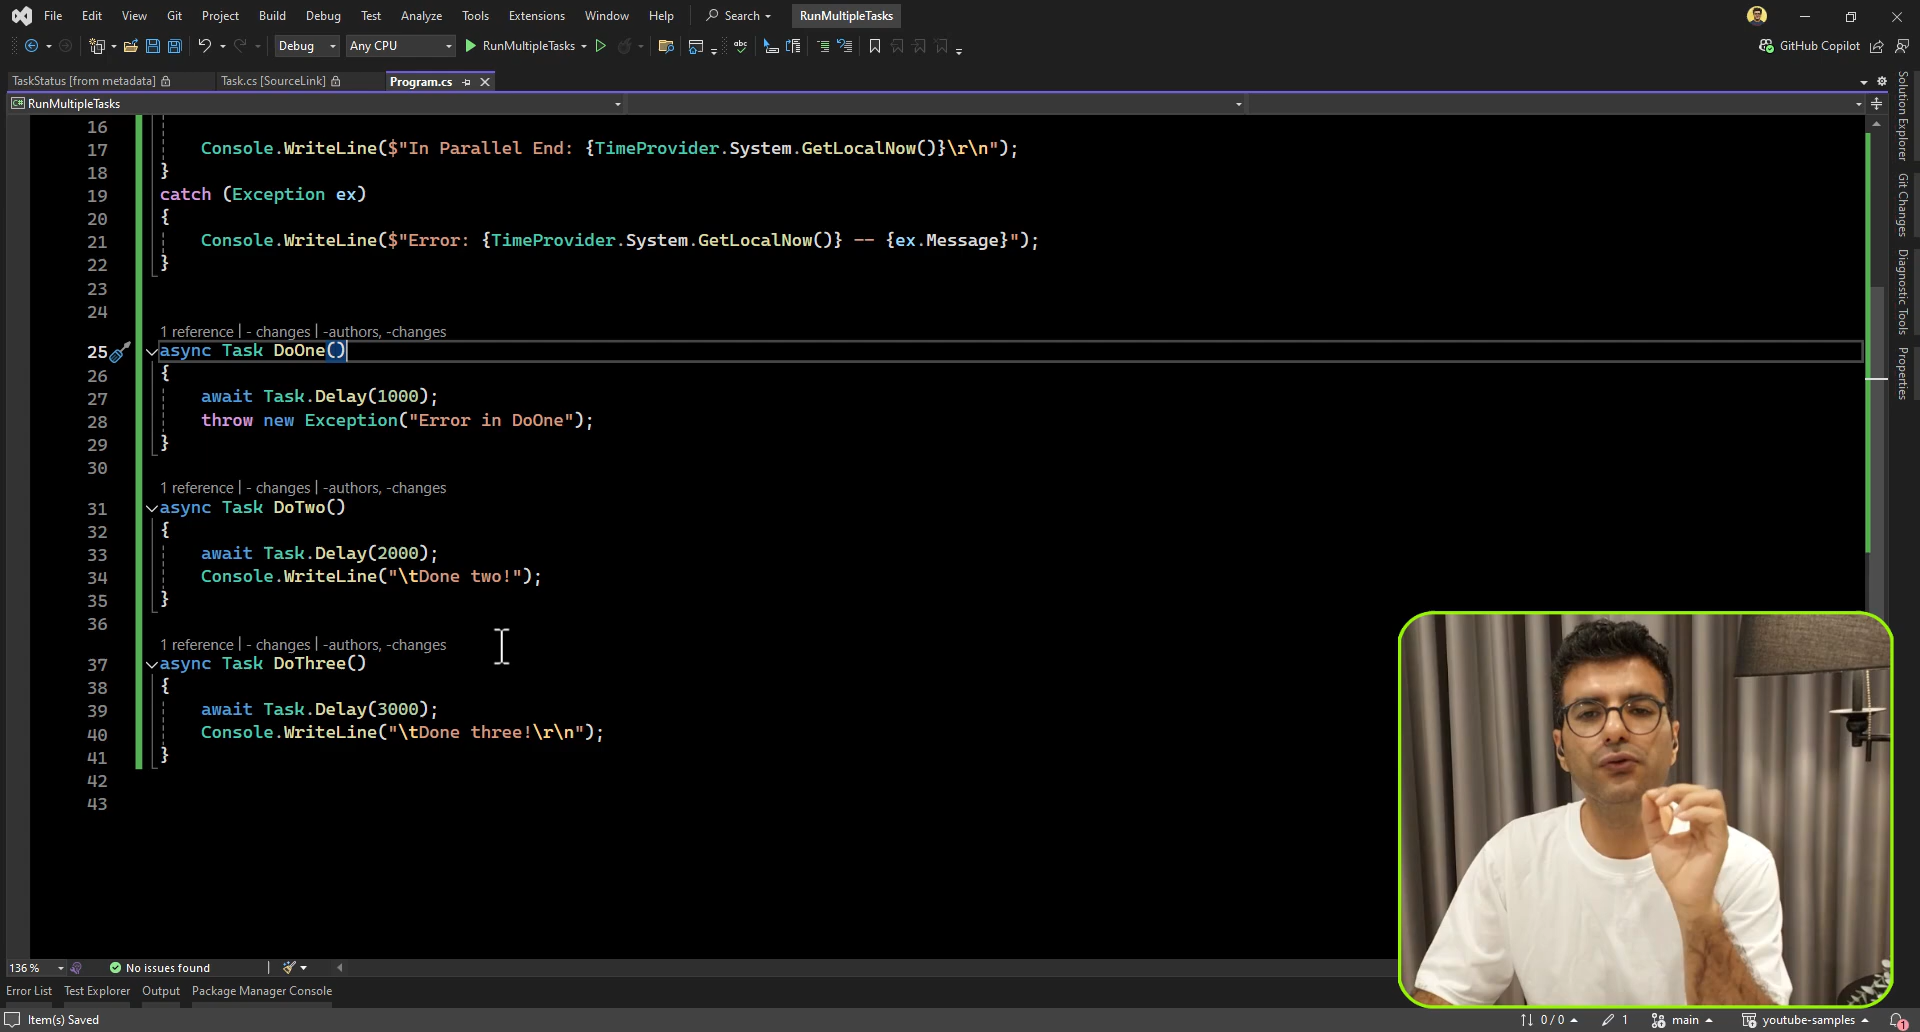 File Edit View Git Project Build Debug Test Analyze Tools Extensions Window Help Search RunMultipleTasks
Debug Any CPU RunMultipleTasks GitHub Copilot
TaskStatus [from metadata] Task.cs [SourceLink] Program.cs
C# RunMultipleTasks
16
17 Console.WriteLine($"In Parallel End: {TimeProvider.System.GetLocalNow()}\r\n");
18 }
19 catch (Exception ex)
20 {
21 Console.WriteLine($"Error: {TimeProvider.System.GetLocalNow()} -- {ex.Message}");
22 }
23
24
1 reference | - changes | -authors, -changes
25 async Task DoOne()
26 {
27 await Task.Delay(1000);
28 throw new Exception("Error in DoOne");
29 }
30
1 reference | - changes | -authors, -changes
31 async Task DoTwo()
32 {
33 await Task.Delay(2000);
34 Console.WriteLine("\tDone two!");
35 }
36
1 reference | - changes | -authors, -changes
37 async Task DoThree()
38 {
39 await Task.Delay(3000);
40 Console.WriteLine("\tDone three!\r\n");
41 }
42
43
Solution Explorer
Git Changes
Diagnostic Tools
Properties
136 % No issues found
Error List Test Explorer Output Package Manager Console
Item(s) Saved 0 / 0 1 main youtube-samples 1